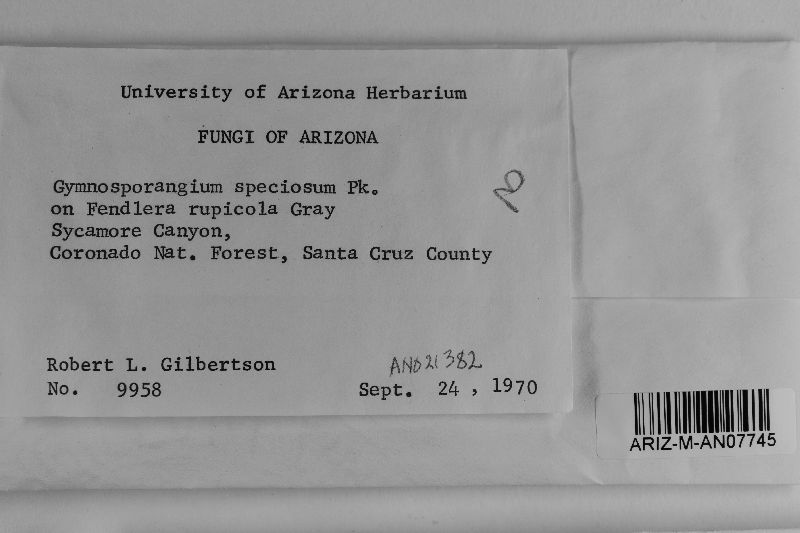 University of Arizona Herbarium
FUNGI OF ARIZONA
Gymnosporangium speciosum Pk.
on Fendlera rupicola Gray
Sycamore Canyon,
Coronado Nat. Forest, Santa Cruz County
Robert L. Gilbertson
AN021382
No. 9958
Sept. 24, 1970
ARIZ-M-AN07745